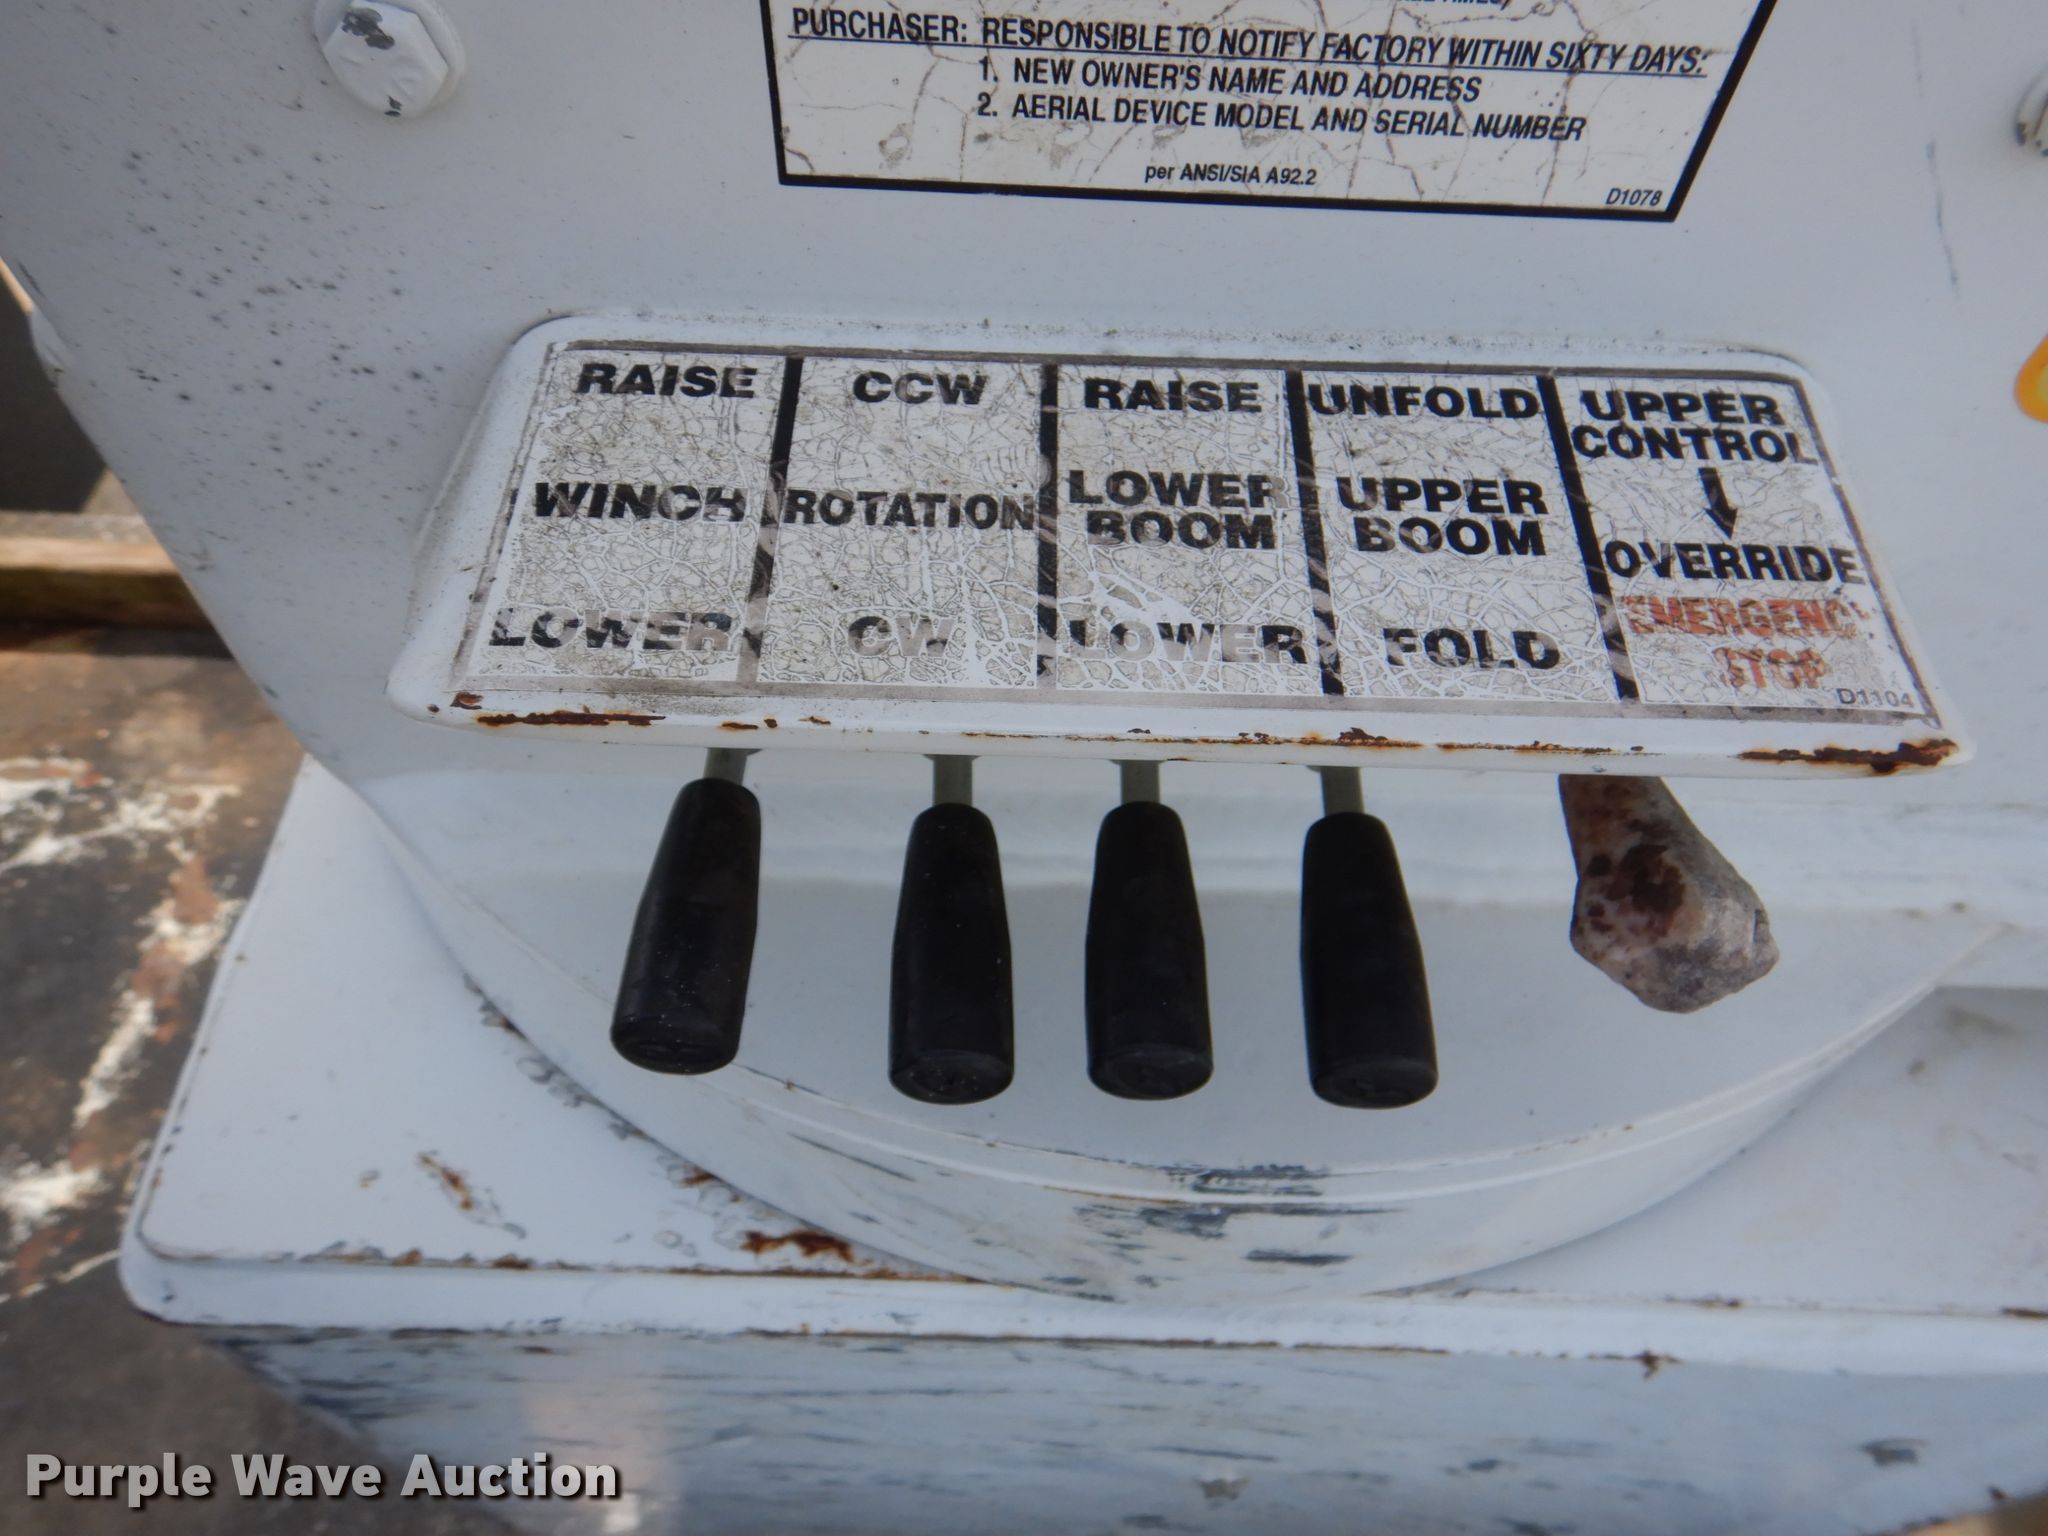 PURCHASER: RESPONSIBLE TO NOTIFY FACTORY WITHIN SIXTY DAYS:
1. NEW OWNER'S NAME AND ADDRESS
2. AERIAL DEVICE MODEL AND SERIAL NUMBER
per ANSI/SIA A92.2
D1078
RAISE
WINCH
LOWER
CCW
ROTATION
CW
RAISE
LOWER
BOOM
LOWER
UNFOLD
UPPER
BOOM
FOLD
UPPER
CONTROL
OVERRIDE
EMERGENCY
STOP
D1104
Purple Wave Auction